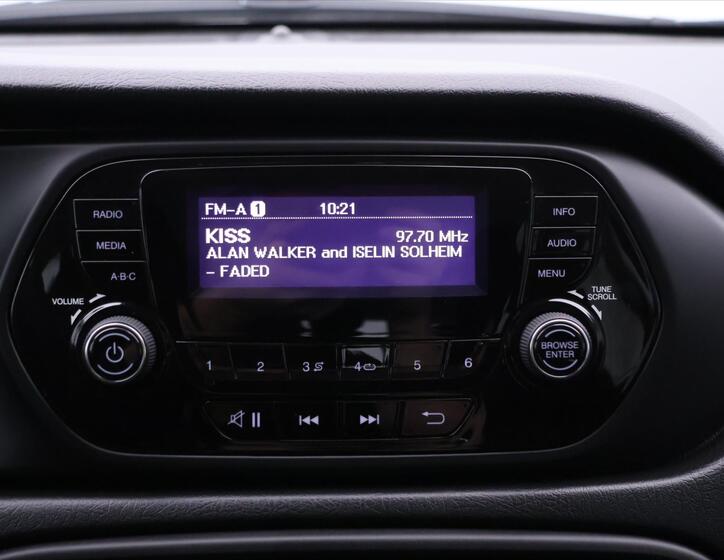 FM-A 1 10:21
KISS 97.70 MHz
ALAN WALKER and ISELIN SOLHEIM
- FADED
RADIO
MEDIA
A·B·C
VOLUME
INFO
AUDIO
MENU
TUNE
SCROLL
BROWSE
ENTER
1 2 3 4 5 6